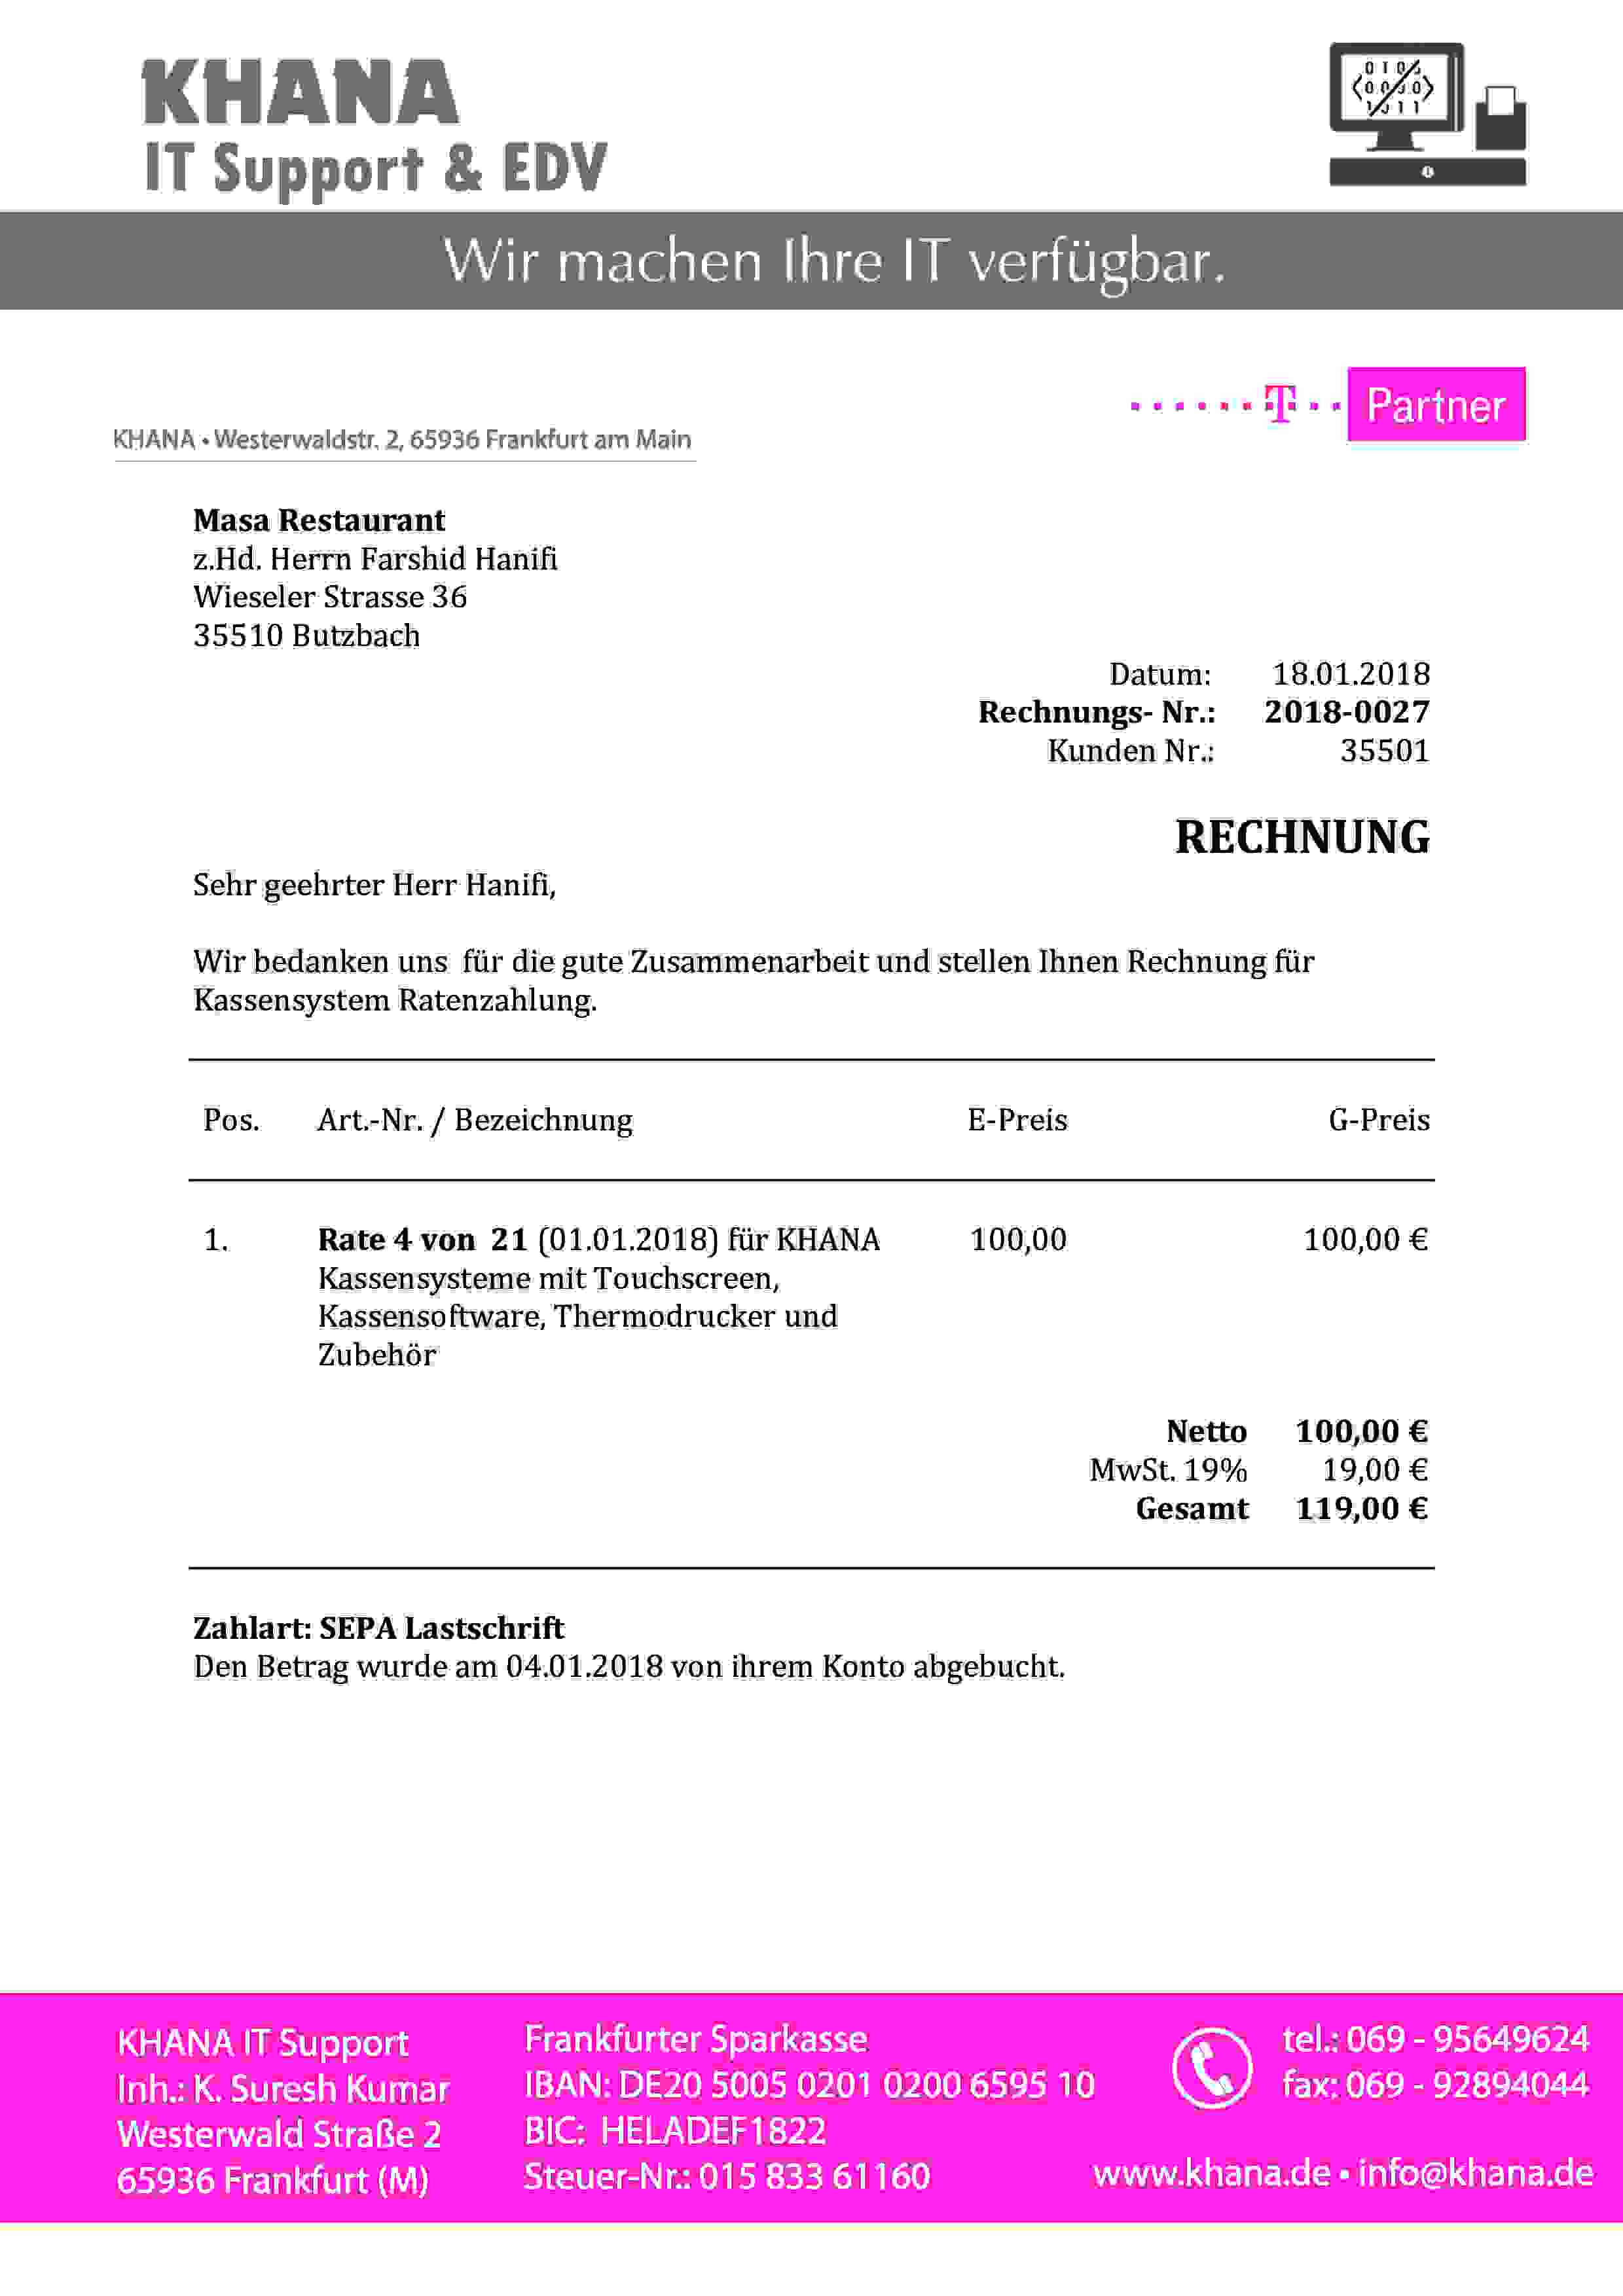 KHANA
IT Support & EDV
Wir machen Ihre IT verfügbar.
T Partner
KHANA • Westerwaldstr. 2, 65936 Frankfurt am Main
Masa Restaurant
z.Hd. Herrn Farshid Hanifi
Wieseler Strasse 36
35510 Butzbach
Datum: 18.01.2018
Rechnungs- Nr.: 2018-0027
Kunden Nr.: 35501
RECHNUNG
Sehr geehrter Herr Hanifi,
Wir bedanken uns für die gute Zusammenarbeit und stellen Ihnen Rechnung für
Kassensystem Ratenzahlung.
Pos. Art.-Nr. / Bezeichnung E-Preis G-Preis
1. Rate 4 von 21 (01.01.2018) für KHANA 100,00 100,00 €
Kassensysteme mit Touchscreen,
Kassensoftware, Thermodrucker und
Zubehör
Netto 100,00 €
MwSt. 19% 19,00 €
Gesamt 119,00 €
Zahlart: SEPA Lastschrift
Den Betrag wurde am 04.01.2018 von ihrem Konto abgebucht.
KHANA IT Support
Inh.: K. Suresh Kumar
Westerwald Straße 2
65936 Frankfurt (M)
Frankfurter Sparkasse
IBAN: DE20 5005 0201 0200 6595 10
BIC: HELADEF1822
Steuer-Nr.: 015 833 61160
tel.: 069 - 95649624
fax: 069 - 92894044
www.khana.de • info@khana.de